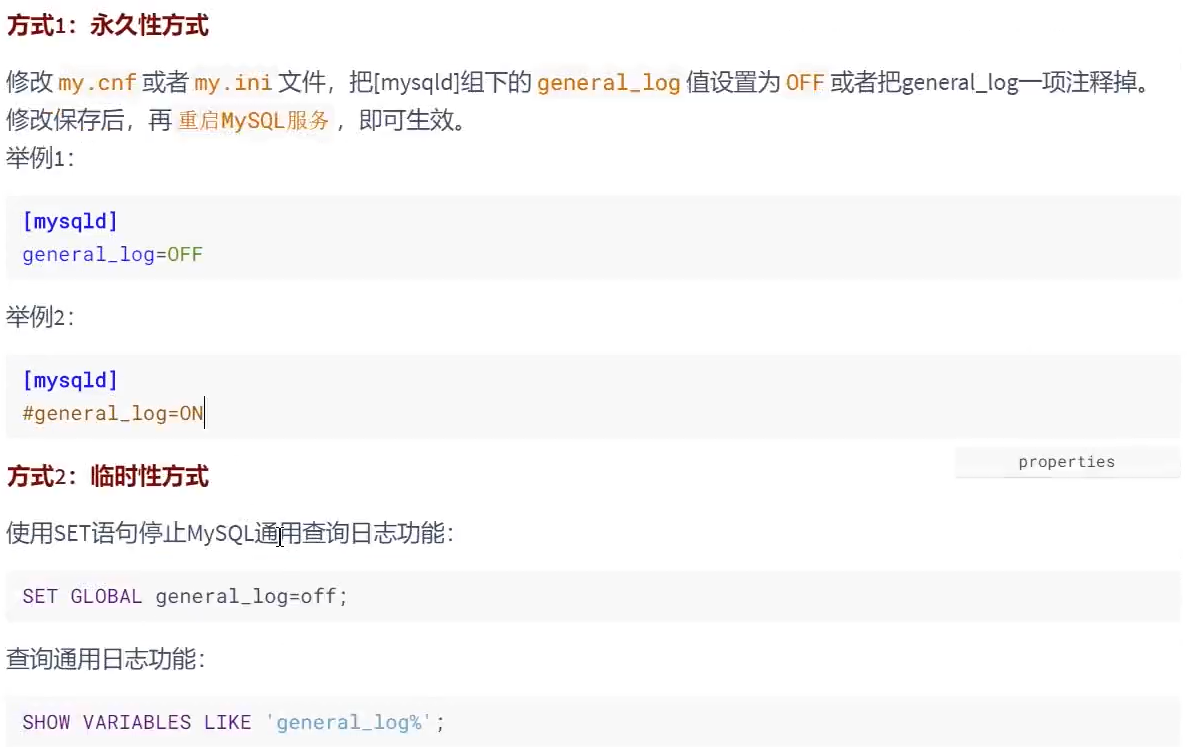 方式1：永久性方式
修改 my.cnf 或者 my.ini 文件，把[mysqld]组下的 general_log 值设置为 OFF 或者把general_log一项注释掉。
修改保存后，再 重启MySQL服务 ，即可生效。
举例1：
[mysqld]
general_log=OFF
举例2：
[mysqld]
#general_log=ON
properties
方式2：临时性方式
使用SET语句停止MySQL通用查询日志功能：
SET GLOBAL general_log=off;
查询通用日志功能：
SHOW VARIABLES LIKE 'general_log%';